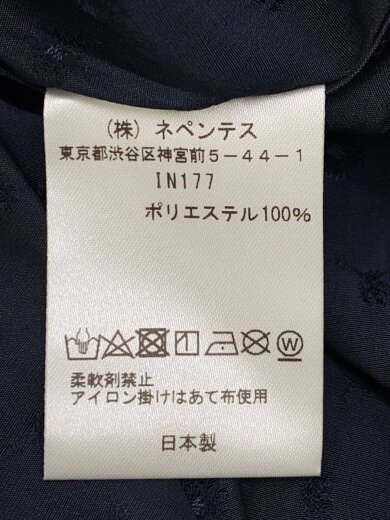 （株）ネペンテス
東京都渋谷区神宮前５－４４－１
IN177
ポリエステル100%
W
柔軟剤禁止
アイロン掛けはあて布使用
日本製